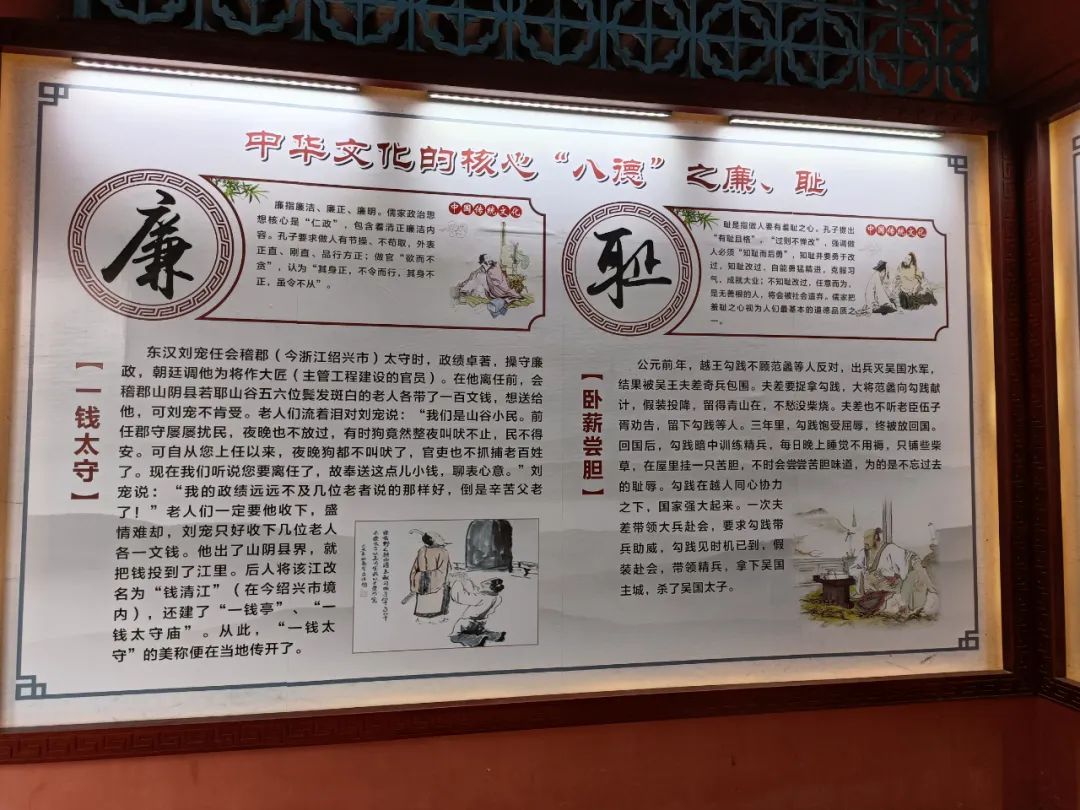 中华文化的核心“八德”之廉、耻
廉
廉指廉洁、廉正、廉明。儒家政治思
想核心是“仁政”，包含着清正廉洁内
容。孔子要求做人有节操、不苟取，外表
正直、刚直、品行方正；做官“欲而不
贪”，认为“其身正，不令而行，其身不
正，虽令不从”。
中国传统文化
【一钱太守】
东汉刘宠任会稽郡（今浙江绍兴市）太守时，政绩卓著，操守廉
政，朝廷调他为将作大匠（主管工程建设的官员）。在他离任前，会
稽郡山阴县若耶山谷五六位鬓发斑白的老人各带了一百文钱，想送给
他，可刘宠不肯受。老人们流着泪对刘宠说：“我们是山谷小民。前
任郡守屡屡扰民，夜晚也不放过，有时狗竟然整夜叫吠不止，民不得
安。可自从您上任以来，夜晚狗都不叫吠了，官吏也不抓捕老百姓
了。现在我们听说您要离任了，故奉送这点儿小钱，聊表心意。”刘
宠说：“我的政绩远远不及几位老者说的那样好，倒是辛苦父老
了！”老人们一定要他收下，盛
情难却，刘宠只好收下几位老人
各一文钱。他出了山阴县界，就
把钱投到了江里。后人将该江改
名为“钱清江”（在今绍兴市境
内），还建了“一钱亭”、“一
钱太守庙”。从此，“一钱太
守”的美称便在当地传开了。
耻
耻是指做人要有羞耻之心。孔子提出
“有耻且格”，“过则不惮改”，强调做
人必须“知耻而后勇”，知耻并要勇于改
过，知耻改过，自能勇猛精进，克服习
气，成就大业；不知耻改过，任意而为，
是无善根的人，将会被社会遗弃。儒家把
羞耻之心视为人们最基本的道德品质之
一。
中国传统文化
【卧薪尝胆】
公元前年，越王勾践不顾范蠡等人反对，出兵灭吴国水军，
结果被吴王夫差奇兵包围。夫差要捉拿勾践，大将范蠡向勾践献
计，假装投降，留得青山在，不愁没柴烧。夫差也不听老臣伍子
胥劝告，留下勾践等人。三年里，勾践饱受屈辱，终被放回国。
回国后，勾践暗中训练精兵，每日晚上睡觉不用褥，只铺些柴
草，在屋里挂一只苦胆，不时会尝尝苦胆味道，为的是不忘过去
的耻辱。勾践在越人同心协力
之下，国家强大起来。一次夫
差带领大兵赴会，要求勾践带
兵助威，勾践见时机已到，假
装赴会，带领精兵，拿下吴国
主城，杀了吴国太子。